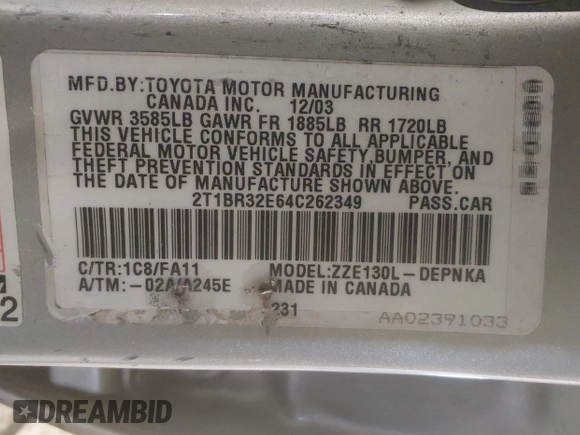 MFD.BY:TOYOTA MOTOR MANUFACTURING
CANADA INC. 12/03
GVWR 3585LB GAWR FR 1885LB RR 1720LB
THIS VEHICLE CONFORMS TO ALL APPLICABLE
FEDERAL MOTOR VEHICLE SAFETY,BUMPER, AND
THEFT PREVENTION STANDARDS IN EFFECT ON
THE DATE OF MANUFACTURE SHOWN ABOVE.
2T1BR32E64C262349 PASS.CAR
C/TR:1C8/FA11 MODEL:ZZE130L-DEPNKA
A/TM:-02A/A245E MADE IN CANADA
231
AA02391033
2
DREAMBID